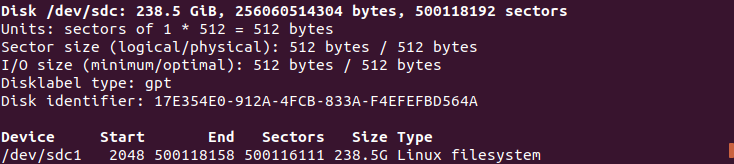 Disk /dev/sdc: 238.5 GiB, 256060514304 bytes, 500118192 sectors
Units: sectors of 1 * 512 = 512 bytes
Sector size (logical/physical): 512 bytes / 512 bytes
I/O size (minimum/optimal): 512 bytes / 512 bytes
Disklabel type: gpt
Disk identifier: 17E354E0-912A-4FCB-833A-F4EFEFBD564A

Device     Start       End   Sectors   Size Type
/dev/sdc1   2048 500118158 500116111 238.5G Linux filesystem